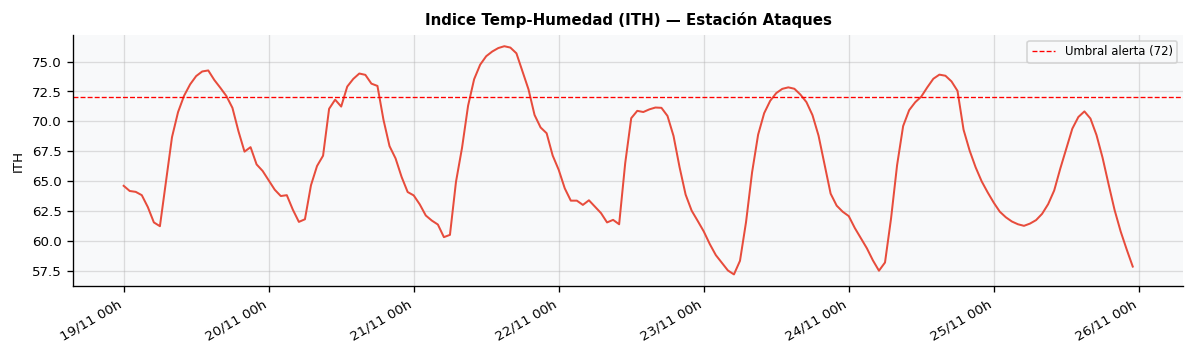 Indice Temp-Humedad (ITH) — Estación Ataques
Umbral alerta (72)
ITH
75.0
72.5
70.0
67.5
65.0
62.5
60.0
57.5
19/11 00h
20/11 00h
21/11 00h
22/11 00h
23/11 00h
24/11 00h
25/11 00h
26/11 00h